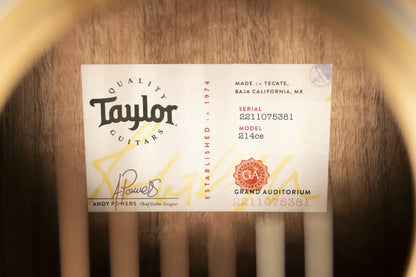 QUALITY
Taylor
GUITARS
ESTABLISHED in 1974
MADE in TECATE,
BAJA CALIFORNIA, MX
SERIAL
2211075381
MODEL
214ce
GA
GRAND AUDITORIUM
2211075381
A Powers
ANDY POWERS Chief Guitar Designer